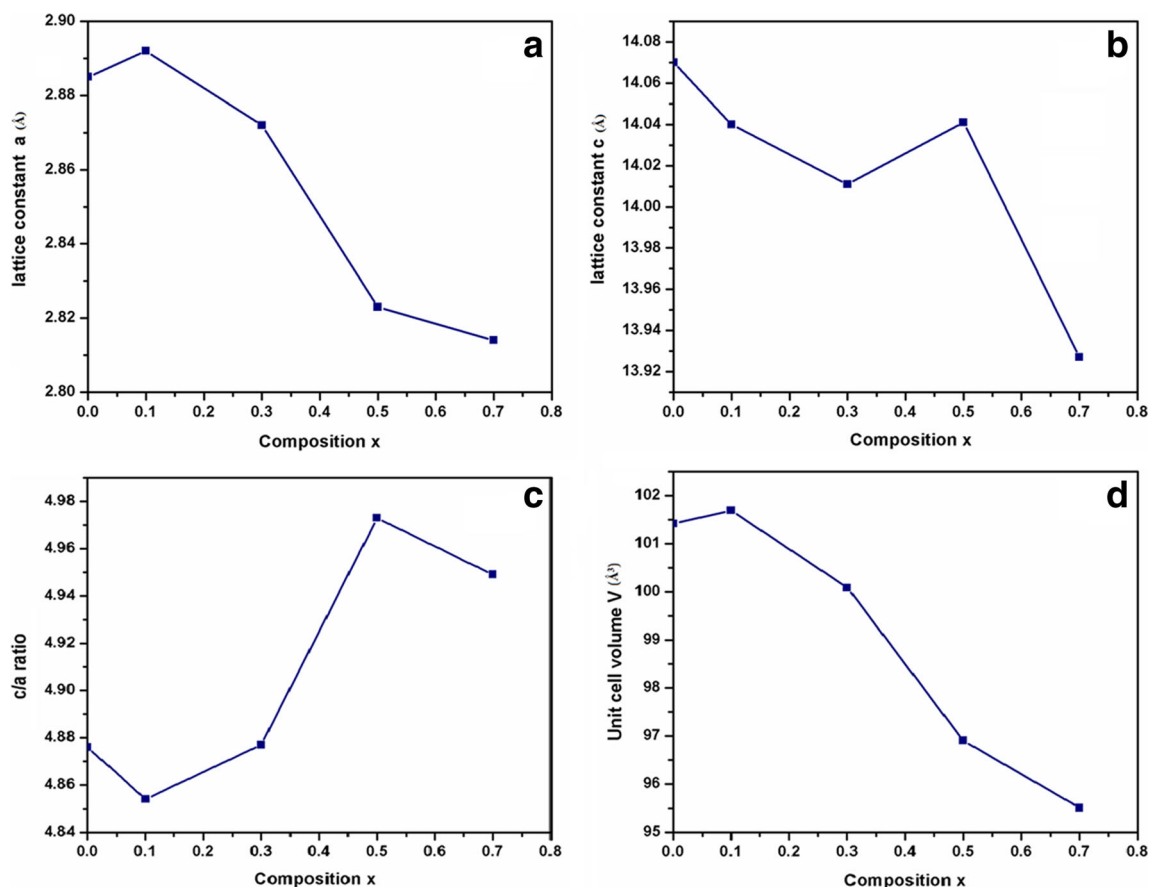 a
2.90
2.88
2.86
2.84
2.82
2.80
lattice constant a (Å)
0.0 0.1 0.2 0.3 0.4 0.5 0.6 0.7 0.8
Composition x
b
14.08
14.06
14.04
14.02
14.00
13.98
13.96
13.94
13.92
lattice constant c (Å)
0.0 0.1 0.2 0.3 0.4 0.5 0.6 0.7 0.8
Composition x
c
4.98
4.96
4.94
4.92
4.90
4.88
4.86
4.84
c/a ratio
0.0 0.1 0.2 0.3 0.4 0.5 0.6 0.7 0.8
Composition x
d
102
101
100
99
98
97
96
95
Unit cell volume V (Å³)
0.0 0.1 0.2 0.3 0.4 0.5 0.6 0.7 0.8
Composition x